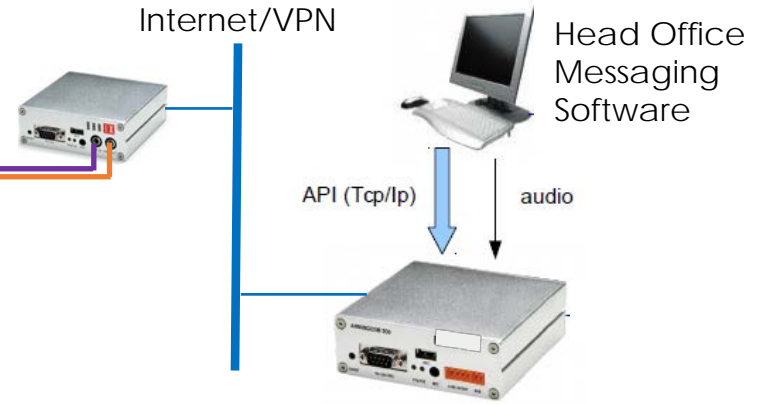 Internet/VPN
Head Office
Messaging
Software
API (Tcp/Ip)
audio